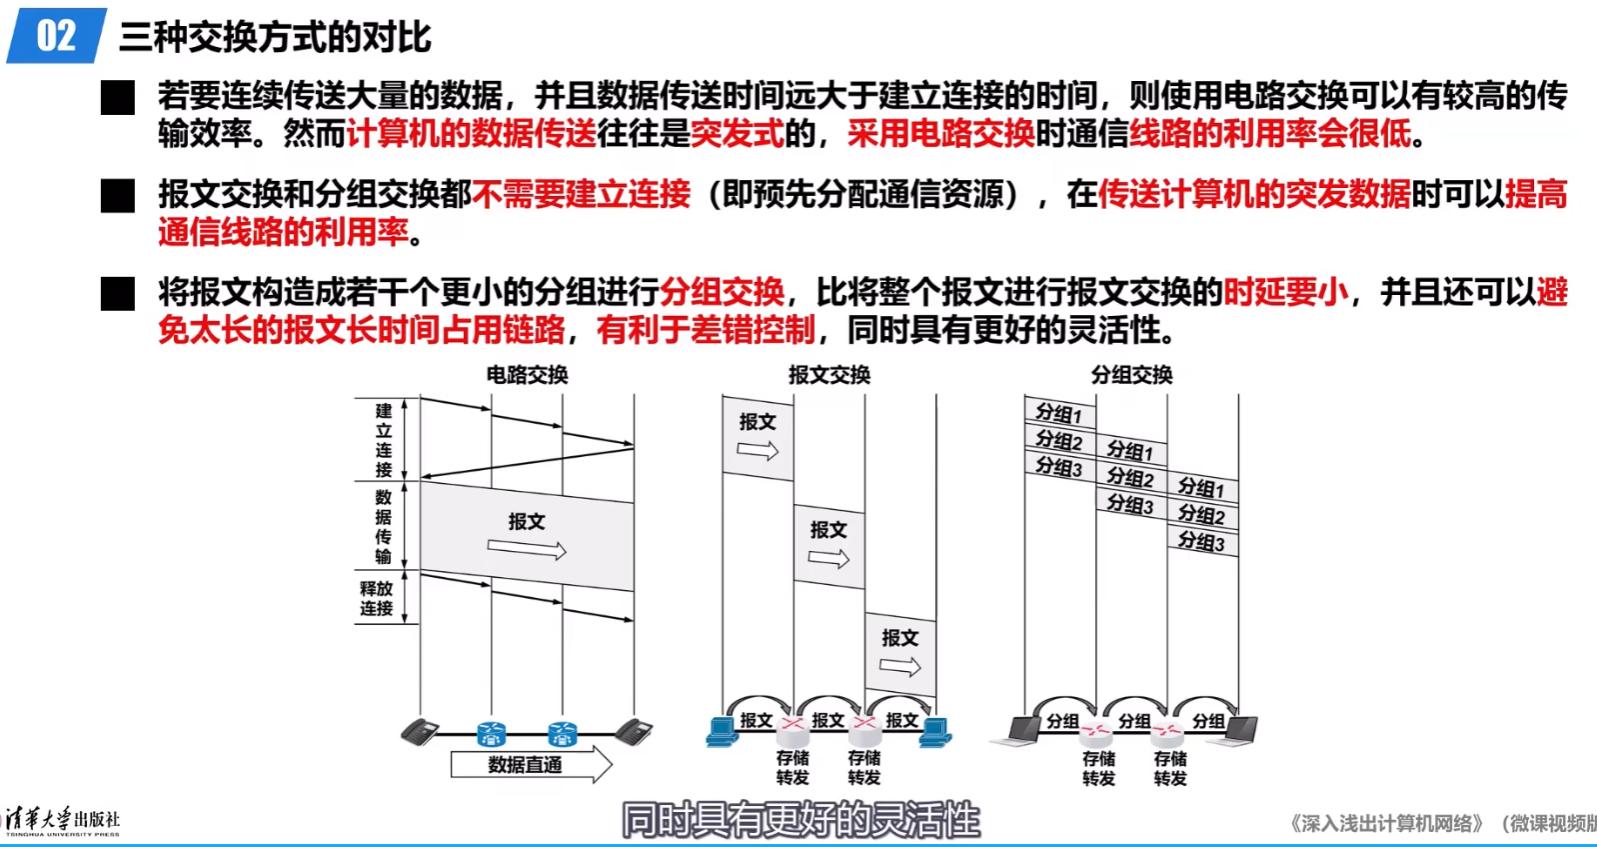 02 三种交换方式的对比
若要连续传送大量的数据，并且数据传送时间远大于建立连接的时间，则使用电路交换可以有较高的传
输效率。然而计算机的数据传送往往是突发式的，采用电路交换时通信线路的利用率会很低。
报文交换和分组交换都不需要建立连接（即预先分配通信资源），在传送计算机的突发数据时可以提高
通信线路的利用率。
将报文构造成若干个更小的分组进行分组交换，比将整个报文进行报文交换的时延要小，并且还可以避
免太长的报文长时间占用链路，有利于差错控制，同时具有更好的灵活性。
电路交换
建立连接
数据传输
释放
连接
报文
数据直通
报文交换
报文
报文
报文
报文 报文 报文
存储 存储
转发 转发
分组交换
分组1
分组2 分组1
分组3 分组2 分组1
分组3 分组2
分组3
分组 分组 分组
存储 存储
转发 转发
同时具有更好的灵活性
清华大学出版社
TSINGHUA UNIVERSITY PRESS
《深入浅出计算机网络》（微课视频版